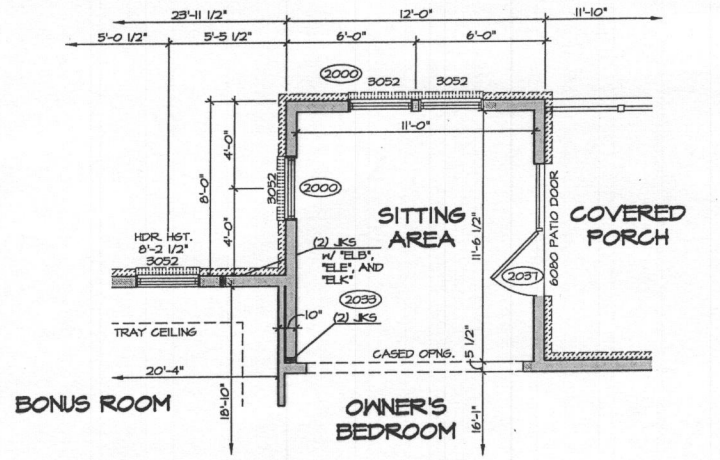 23'-11 1/2"
12'-0"
11'-10"
5'-0 1/2"
5'-5 1/2"
6'-0"
6'-0"
2000
3052
3052
11'-0"
4'-0"
8'-0"
3052
2000
4'-0"
SITTING
AREA
11'-6 1/2"
6080 PATIO DOOR
COVERED
PORCH
HDR. HGT.
8'-2 1/2"
3052
(2) JKS
W/ "ELB",
"ELE", AND
"ELK"
2033
2037
10"
(2) JKS
TRAY CEILING
CASED OPNG.
5 1/2"
20'-4"
18'-10"
BONUS ROOM
OWNER'S
BEDROOM
16'-1"